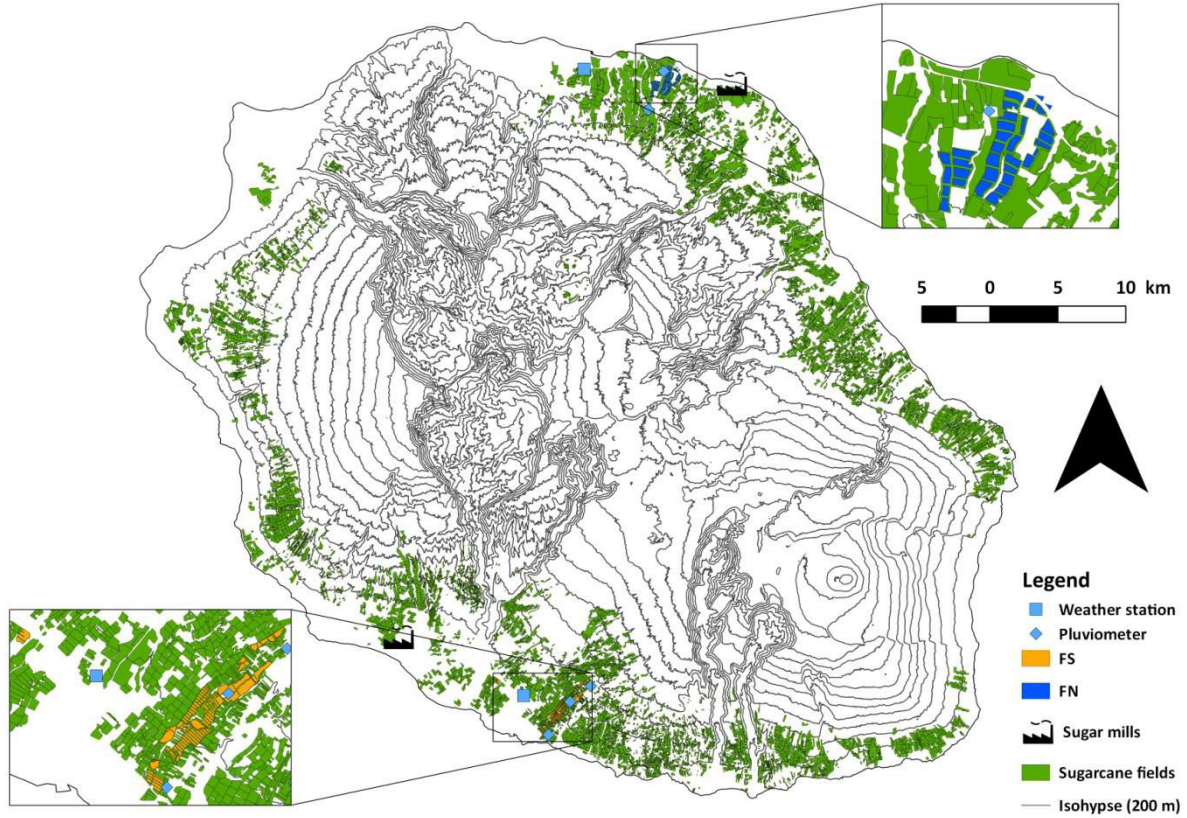 5 0 5 10 km
Legend
Weather station
Pluviometer
FS
FN
Sugar mills
Sugarcane fields
Isohypse (200 m)